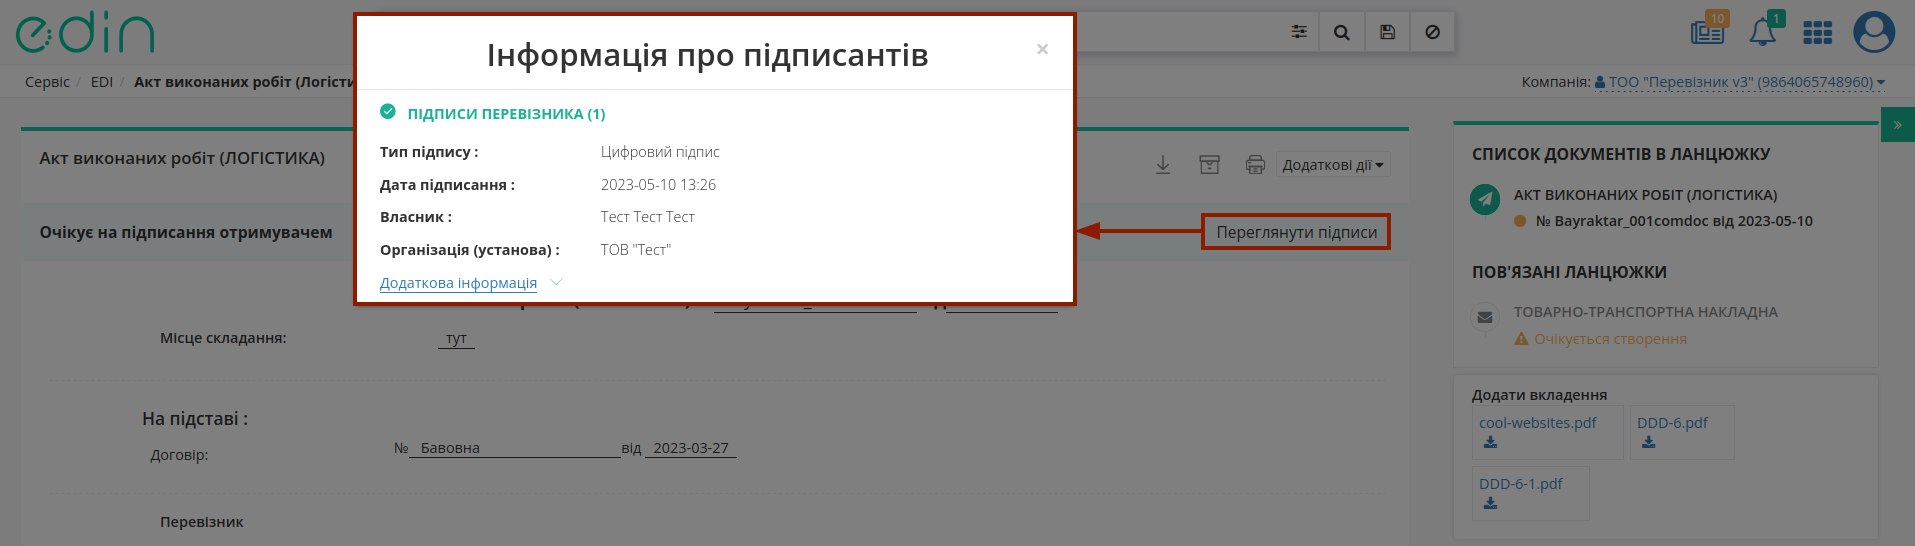 edin
10
1
Сервіс / EDI / Акт виконаних робіт (Логісти
Компанія: ТОО "Перевізник v3" (9864065748960)
Інформація про підписантів
×
ПІДПИСИ ПЕРЕВІЗНИКА (1)
Тип підпису : Цифровий підпис
Дата підписання : 2023-05-10 13:26
Власник : Тест Тест Тест
Організація (установа) : ТОВ "Тест"
Додаткова інформація
Акт виконаних робіт (ЛОГІСТИКА)
Додаткові дії
Очікує на підписання отримувачем
Переглянути підписи
Місце складання: тут
На підставі :
Договір: № Бавовна від 2023-03-27
Перевізник
»
СПИСОК ДОКУМЕНТІВ В ЛАНЦЮЖКУ
АКТ ВИКОНАНИХ РОБІТ (ЛОГІСТИКА)
№ Bayraktar_001comdoc від 2023-05-10
ПОВ'ЯЗАНІ ЛАНЦЮЖКИ
ТОВАРНО-ТРАНСПОРТНА НАКЛАДНА
Очікується створення
Додати вкладення
cool-websites.pdf
DDD-6.pdf
DDD-6-1.pdf